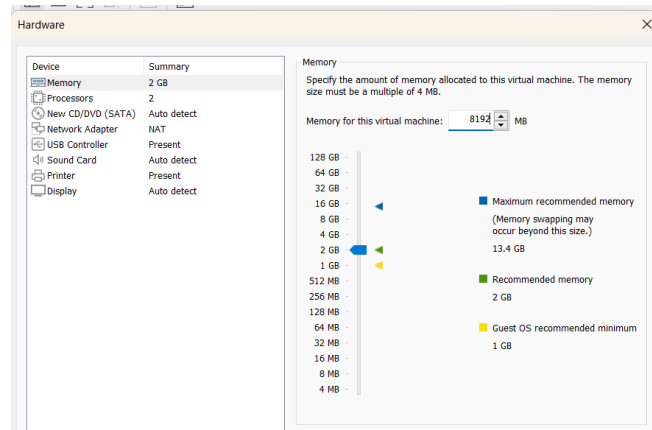 Hardware
Device Summary
Memory 2 GB
Processors 2
New CD/DVD (SATA) Auto detect
Network Adapter NAT
USB Controller Present
Sound Card Auto detect
Printer Present
Display Auto detect
Memory
Specify the amount of memory allocated to this virtual machine. The memory
size must be a multiple of 4 MB.
Memory for this virtual machine: 8192 MB
128 GB
64 GB
32 GB
16 GB
8 GB
4 GB
2 GB
1 GB
512 MB
256 MB
128 MB
64 MB
32 MB
16 MB
8 MB
4 MB
Maximum recommended memory
(Memory swapping may
occur beyond this size.)
13.4 GB
Recommended memory
2 GB
Guest OS recommended minimum
1 GB